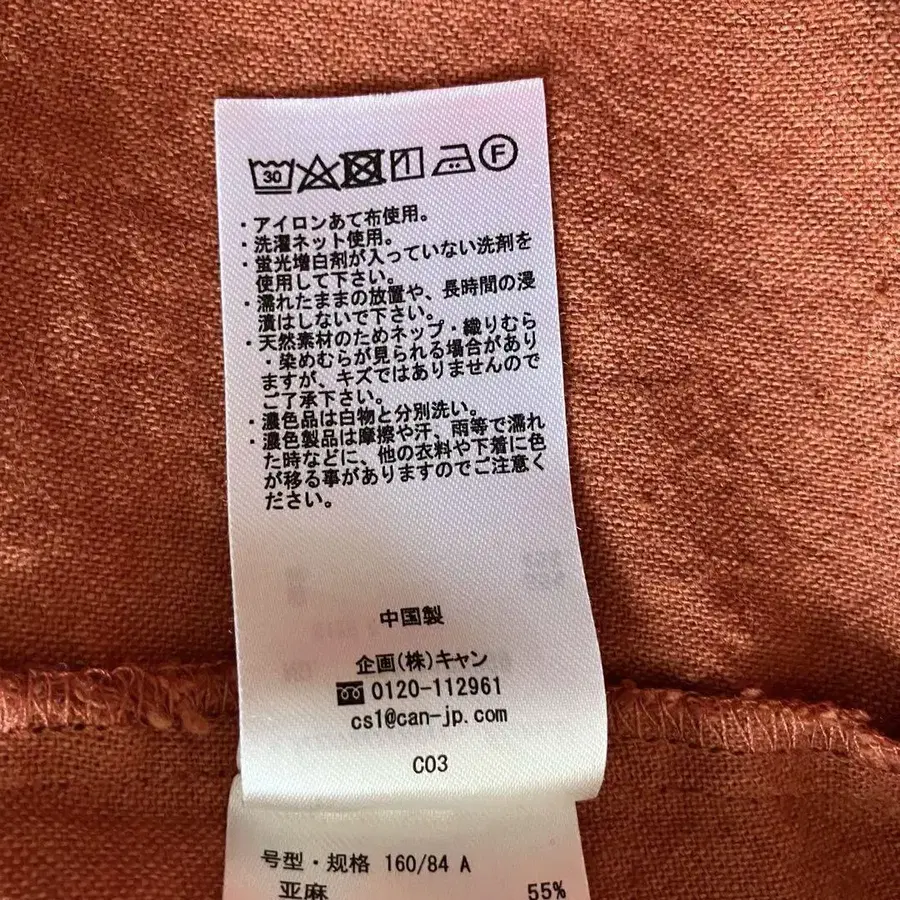 30 F
・アイロンあて布使用。
・洗濯ネット使用。
・蛍光増白剤が入っていない洗剤を
使用して下さい。
・濡れたままの放置や、長時間の浸
漬はしないで下さい。
・天然素材のためネップ・織りむら
・染めむらが見られる場合があり
ますが、キズではありませんので
ご了承下さい。
・濃色品は白物と分別洗い。
・濃色製品は摩擦や汗、雨等で濡れ
た時などに、他の衣料や下着に色
が移る事がありますのでご注意く
ださい。
中国製
企画(株)キャン
0120-112961
cs1@can-jp.com
C03
号型・规格 160/84 A
亚麻 55%